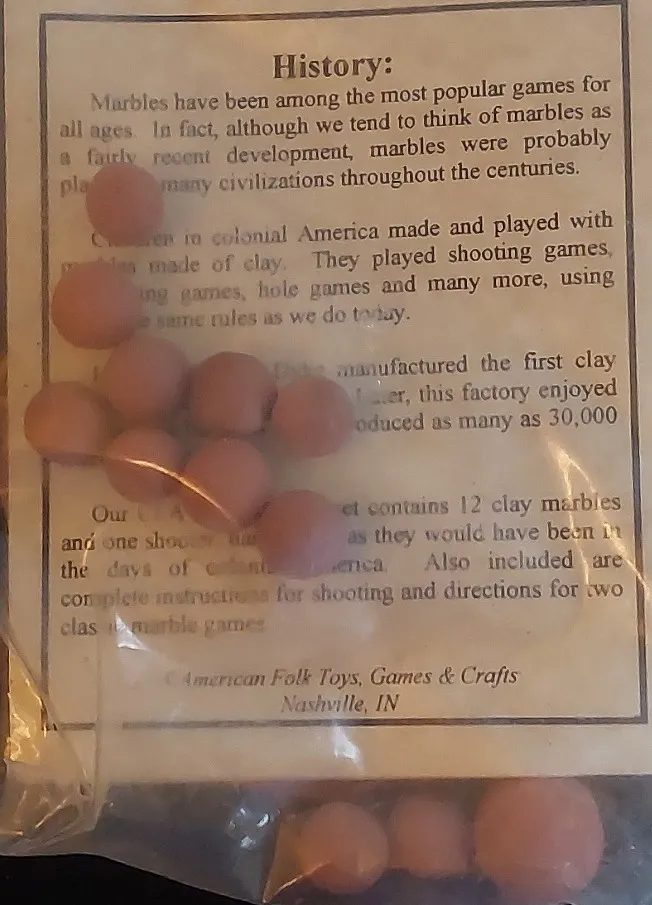 History:
Marbles have been among the most popular games for
all ages. In fact, although we tend to think of marbles as
a fairly recent development, marbles were probably
many civilizations throughout the centuries.
in colonial America made and played with
made of clay. They played shooting games,
games, hole games and many more, using
same rules as we do today.
manufactured the first clay
this factory enjoyed
as many as 30,000
Our contains 12 clay marbles
and one as they would have been in
the days of Also included are
complete instructions for shooting and directions for two
marble games
American Folk Toys, Games & Crafts
Nashville, IN